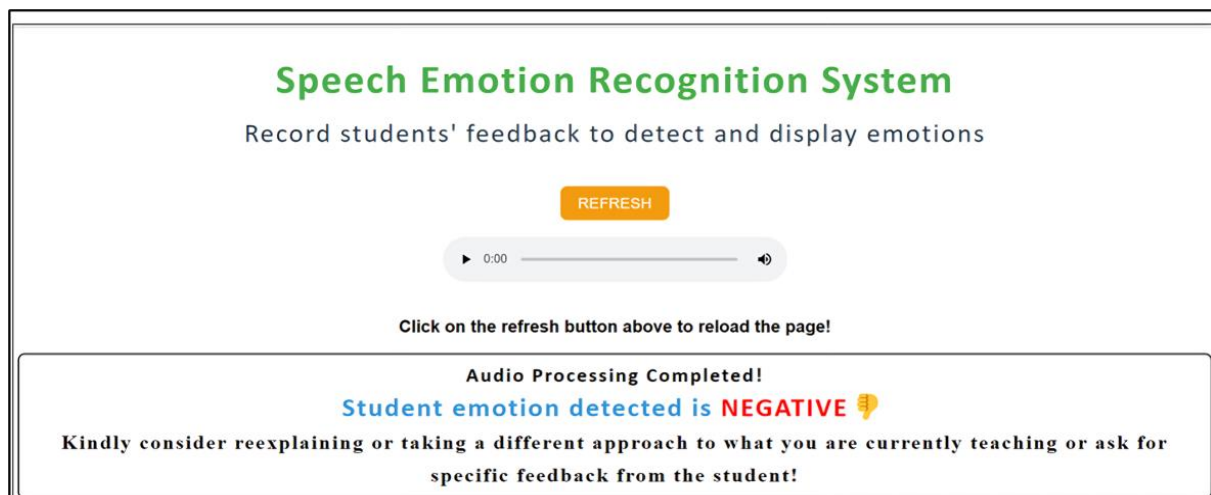 Speech Emotion Recognition System
Record students' feedback to detect and display emotions
REFRESH
0:00
Click on the refresh button above to reload the page!
Audio Processing Completed!
Student emotion detected is NEGATIVE 👎
Kindly consider reexplaining or taking a different approach to what you are currently teaching or ask for
specific feedback from the student!